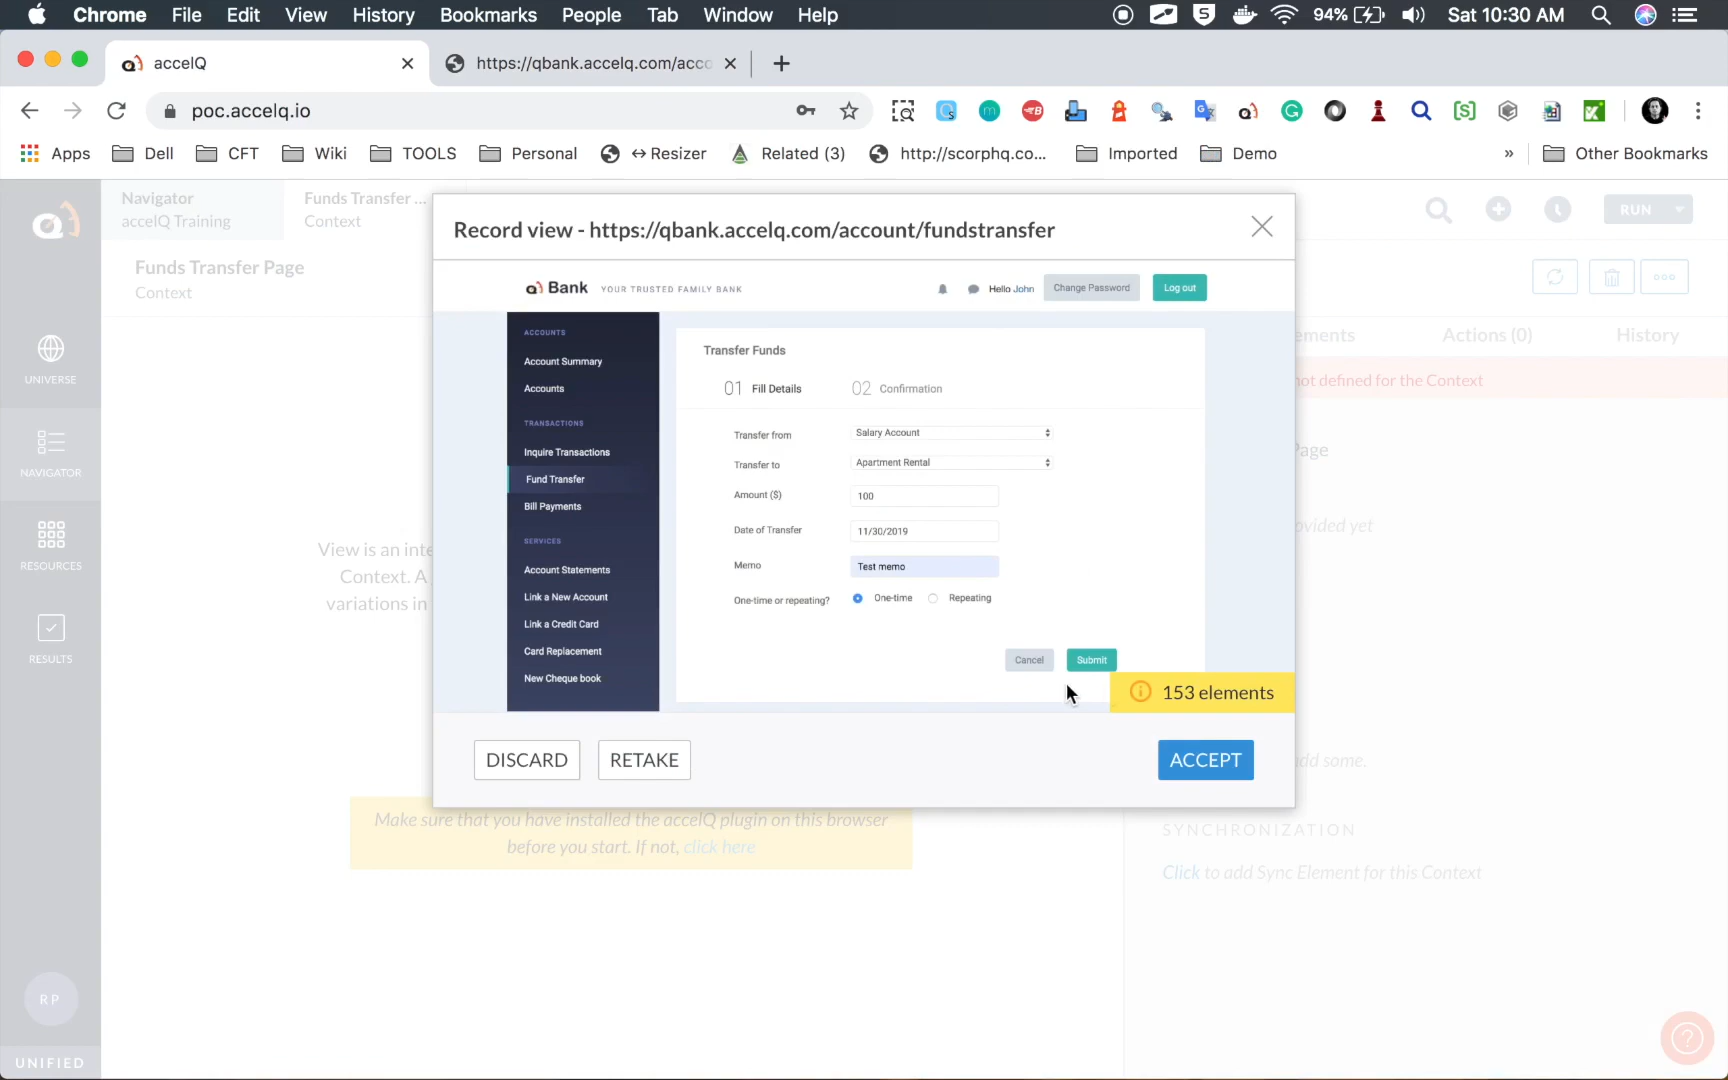 Chrome File Edit View History Bookmarks People Tab Window Help
94% Sat 10:30 AM
accelQ
https://qbank.accelq.com/acco
poc.accelq.io
Apps Dell CFT Wiki TOOLS Personal ↔Resizer Related (3) http://scorphq.co... Imported Demo » Other Bookmarks
Navigator
accelQ Training
Funds Transfer ...
Context
RUN
Funds Transfer Page
Context
UNIVERSE
NAVIGATOR
RESOURCES
RESULTS
RP
UNIFIED
View is an inte
Context. A
variations in
Make sure that you have installed the accelQ plugin on this browser
before you start. If not, click here
ements Actions (0) History
not defined for the Context
Page
ovided yet
add some.
SYNCHRONIZATION
Click to add Sync Element for this Context
Record view - https://qbank.accelq.com/account/fundstransfer
Bank YOUR TRUSTED FAMILY BANK Hello John Change Password Log out
ACCOUNTS
Account Summary
Accounts
TRANSACTIONS
Inquire Transactions
Fund Transfer
Bill Payments
SERVICES
Account Statements
Link a New Account
Link a Credit Card
Card Replacement
New Cheque book
Transfer Funds
01 Fill Details 02 Confirmation
Transfer from Salary Account
Transfer to Apartment Rental
Amount ($) 100
Date of Transfer 11/30/2019
Memo Test memo
One-time or repeating? One-time Repeating
Cancel Submit
153 elements
DISCARD RETAKE ACCEPT